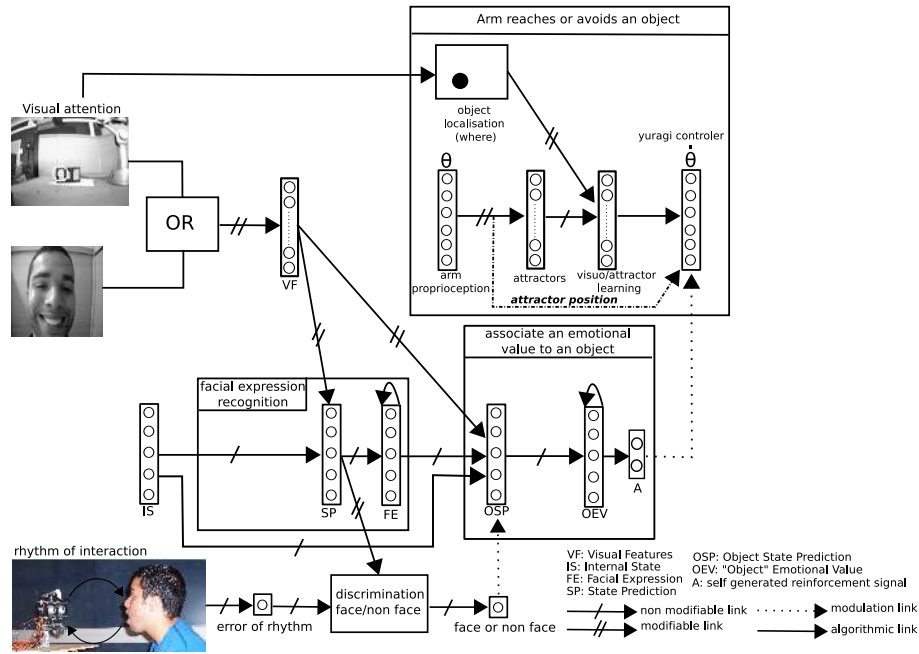 Arm reaches or avoids an object
Visual attention
object
localisation
(where)
yuragi controler
θ
θ
OR
VF
arm
proprioception
attractors
visuo/attractor
learning
attractor position
associate an emotional
value to an object
facial expression
recognition
IS
SP
FE
OSP
OEV
A
rhythm of interaction
error of rhythm
discrimination
face/non face
face or non face
VF: Visual Features
IS: Internal State
FE: Facial Expression
SP: State Prediction
OSP: Object State Prediction
OEV: "Object" Emotional Value
A: self generated reinforcement signal
non modifiable link
modifiable link
modulation link
algorithmic link